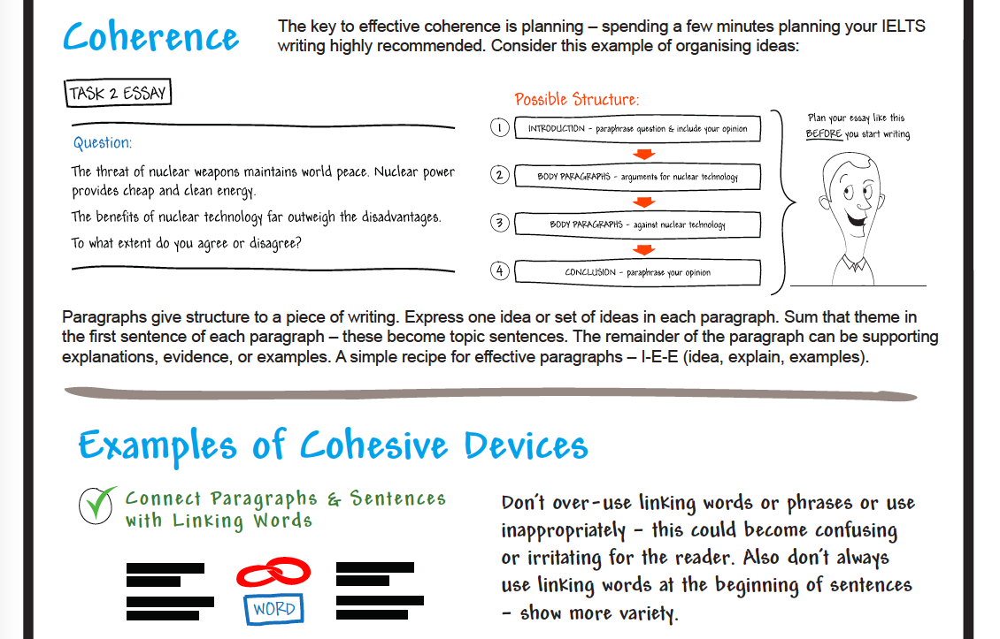 Coherence
The key to effective coherence is planning – spending a few minutes planning your IELTS
writing highly recommended. Consider this example of organising ideas:
TASK 2 ESSAY
Question:
The threat of nuclear weapons maintains world peace. Nuclear power
provides cheap and clean energy.
The benefits of nuclear technology far outweigh the disadvantages.
To what extent do you agree or disagree?
Possible Structure:
1 INTRODUCTION - paraphrase question & include your opinion
2 BODY PARAGRAPHS - arguments for nuclear technology
3 BODY PARAGRAPHS - against nuclear technology
4 CONCLUSION - paraphrase your opinion
Plan your essay like this
BEFORE you start writing
Paragraphs give structure to a piece of writing. Express one idea or set of ideas in each paragraph. Sum that theme in
the first sentence of each paragraph – these become topic sentences. The remainder of the paragraph can be supporting
explanations, evidence, or examples. A simple recipe for effective paragraphs – I-E-E (idea, explain, examples).
Examples of Cohesive Devices
Connect Paragraphs & Sentences
with Linking Words
WORD
Don't over-use linking words or phrases or use
inappropriately - this could become confusing
or irritating for the reader. Also don't always
use linking words at the beginning of sentences
- show more variety.